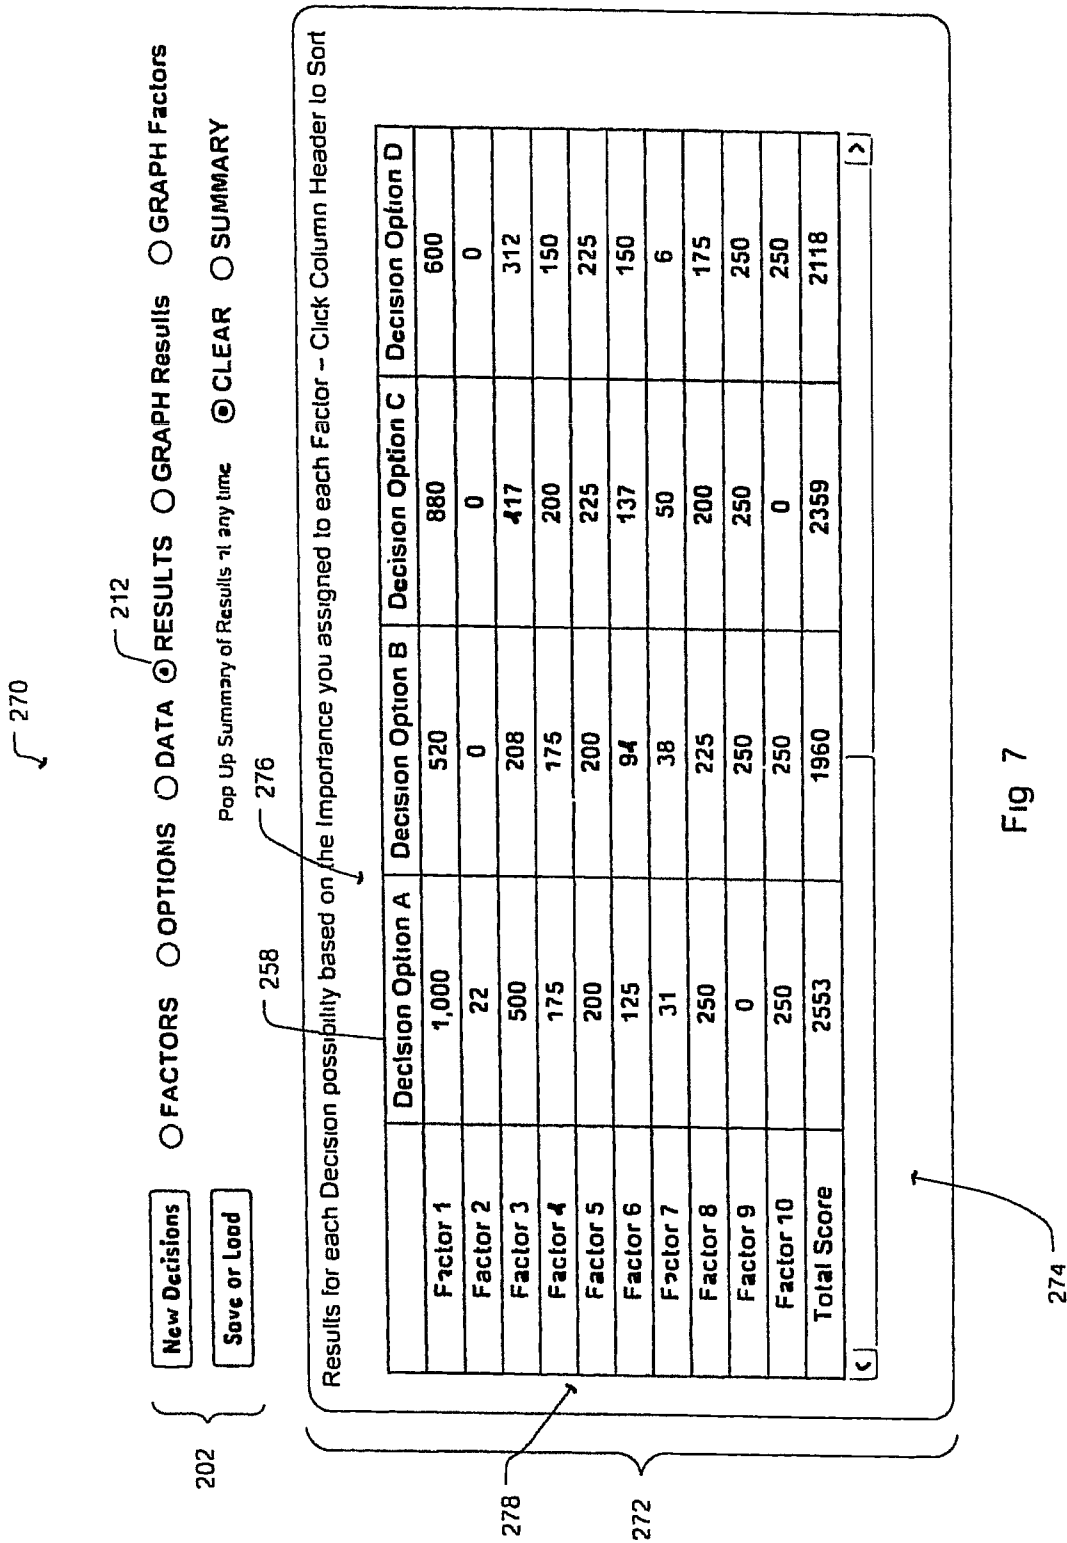 270
212
202
New Decisions
○ FACTORS ○ OPTIONS ○ DATA ⦿ RESULTS ○ GRAPH Results ○ GRAPH Factors
Save or Load
Pop Up Summary of Results at any time ⦿ CLEAR ○ SUMMARY
258
276
Results for each Decision possibility based on the Importance you assigned to each Factor – Click Column Header to Sort
Decision Option A Decision Option B Decision Option C Decision Option D
Factor 1 1,000 520 880 600
Factor 2 22 0 0 0
Factor 3 500 208 417 312
Factor 4 175 175 200 150
Factor 5 200 200 225 225
Factor 6 125 94 137 150
Factor 7 31 38 50 6
Factor 8 250 225 200 175
Factor 9 0 250 250 250
Factor 10 250 250 0 250
Total Score 2553 1960 2359 2118
< >
278
272
274
Fig 7